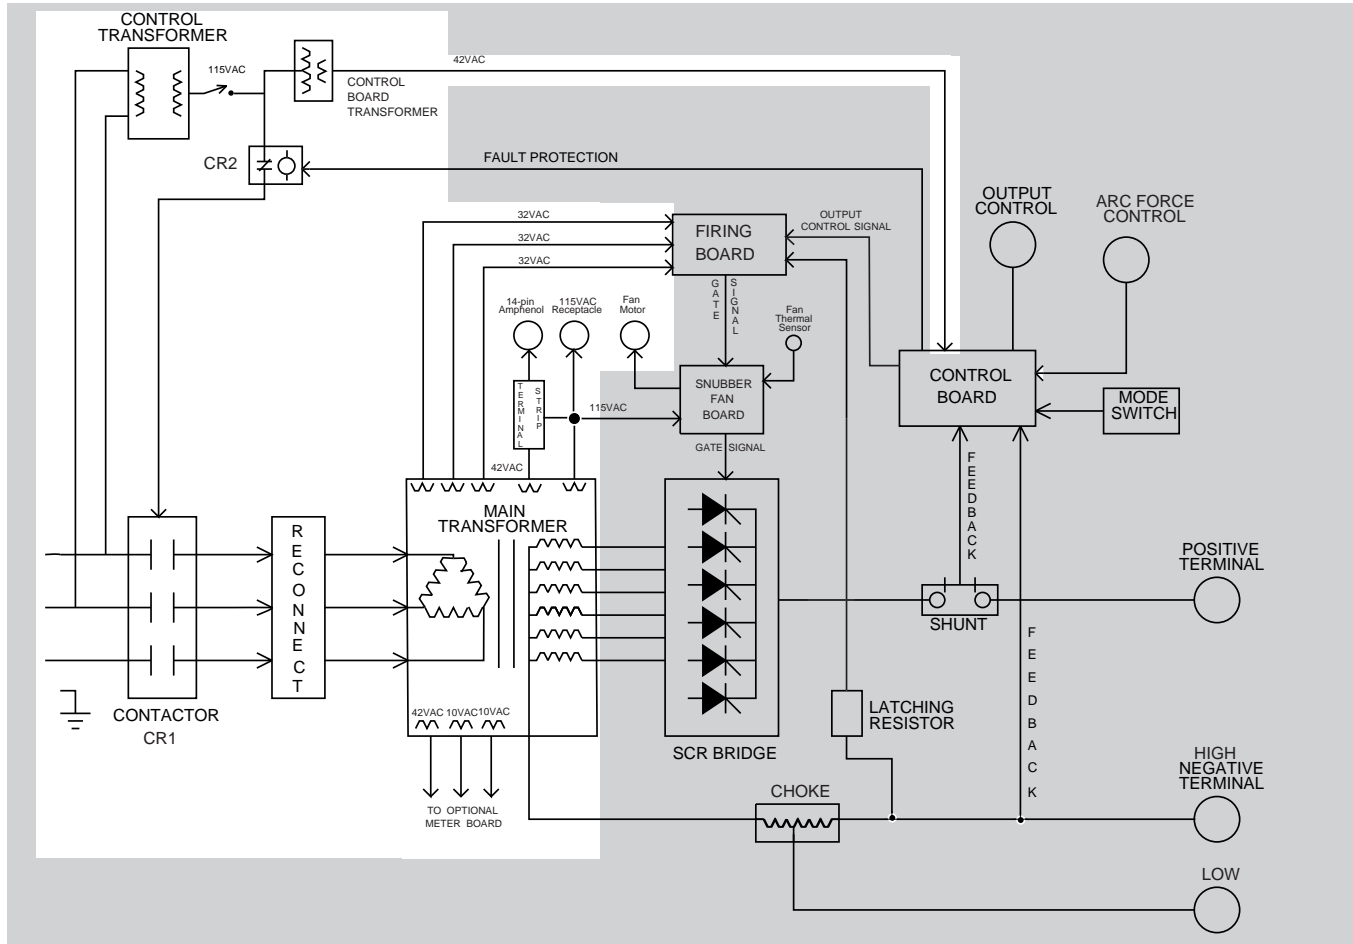 CONTROL
TRANSFORMER
115VAC
CONTROL
BOARD
TRANSFORMER
42VAC
CR2
FAULT PROTECTION
32VAC
32VAC
32VAC
FIRING
BOARD
OUTPUT
CONTROL SIGNAL
OUTPUT
CONTROL
ARC FORCE
CONTROL
GATE
SIGNAL
14-pin
Amphenol
115VAC
Receptacle
Fan
Motor
Fan
Thermal
Sensor
TERMINAL
STRIP
115VAC
SNUBBER
FAN
BOARD
CONTROL
BOARD
MODE
SWITCH
GATE SIGNAL
42VAC
FEEDBACK
MAIN
TRANSFORMER
RECONNECT
POSITIVE
TERMINAL
SHUNT
FEEDBACK
CONTACTOR
CR1
42VAC
10VAC
10VAC
SCR BRIDGE
LATCHING
RESISTOR
TO OPTIONAL
METER BOARD
CHOKE
HIGH
NEGATIVE
TERMINAL
LOW